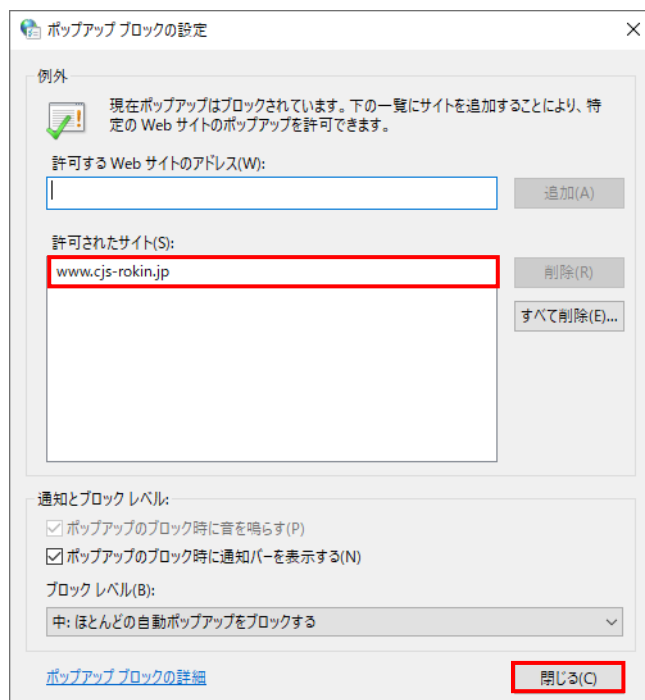 ポップアップ ブロックの設定
例外
現在ポップアップはブロックされています。下の一覧にサイトを追加することにより、特
定の Web サイトのポップアップを許可できます。
許可する Web サイトのアドレス(W):
追加(A)
許可されたサイト(S):
www.cjs-rokin.jp
削除(R)
すべて削除(E)...
通知とブロック レベル:
ポップアップのブロック時に音を鳴らす(P)
ポップアップのブロック時に通知バーを表示する(N)
ブロック レベル(B):
中: ほとんどの自動ポップアップをブロックする
ポップアップ ブロックの詳細
閉じる(C)